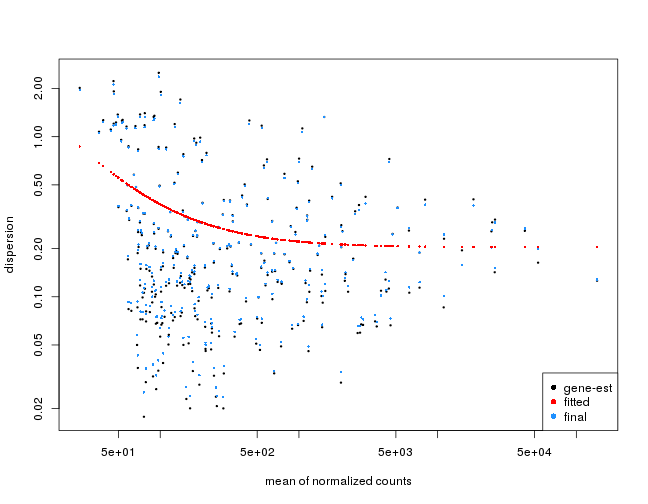 2.00
1.00
0.50
0.20
0.10
0.05
0.02
dispersion
gene-est
fitted
final
5e+01 5e+02 5e+03 5e+04
mean of normalized counts